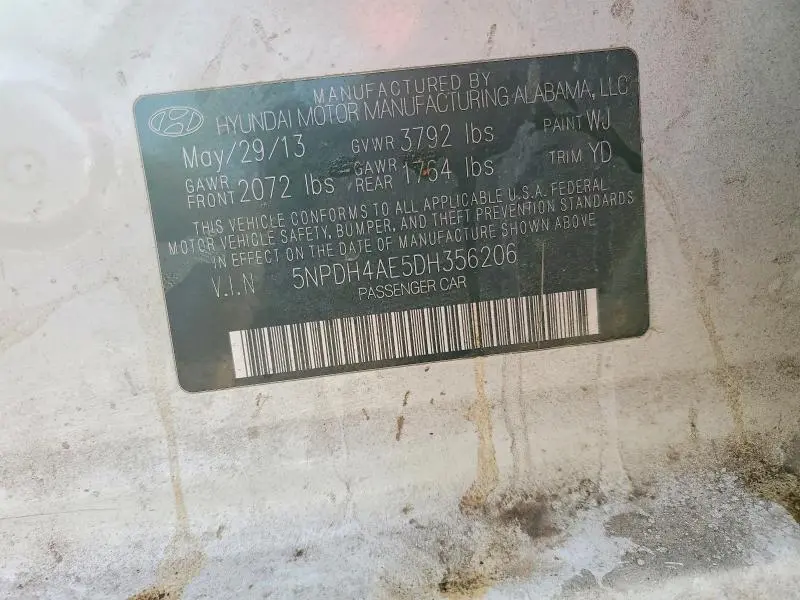 MANUFACTURED BY
HYUNDAI MOTOR MANUFACTURING ALABAMA, LLC
May/29/13 GVWR 3792 lbs PAINT WJ
GAWR FRONT 2072 lbs GAWR REAR 1764 lbs TRIM YD
THIS VEHICLE CONFORMS TO ALL APPLICABLE U.S.A. FEDERAL
MOTOR VEHICLE SAFETY, BUMPER, AND THEFT PREVENTION STANDARDS
IN EFFECT ON THE DATE OF MANUFACTURE SHOWN ABOVE
V.I.N 5NPDH4AE5DH356206
PASSENGER CAR